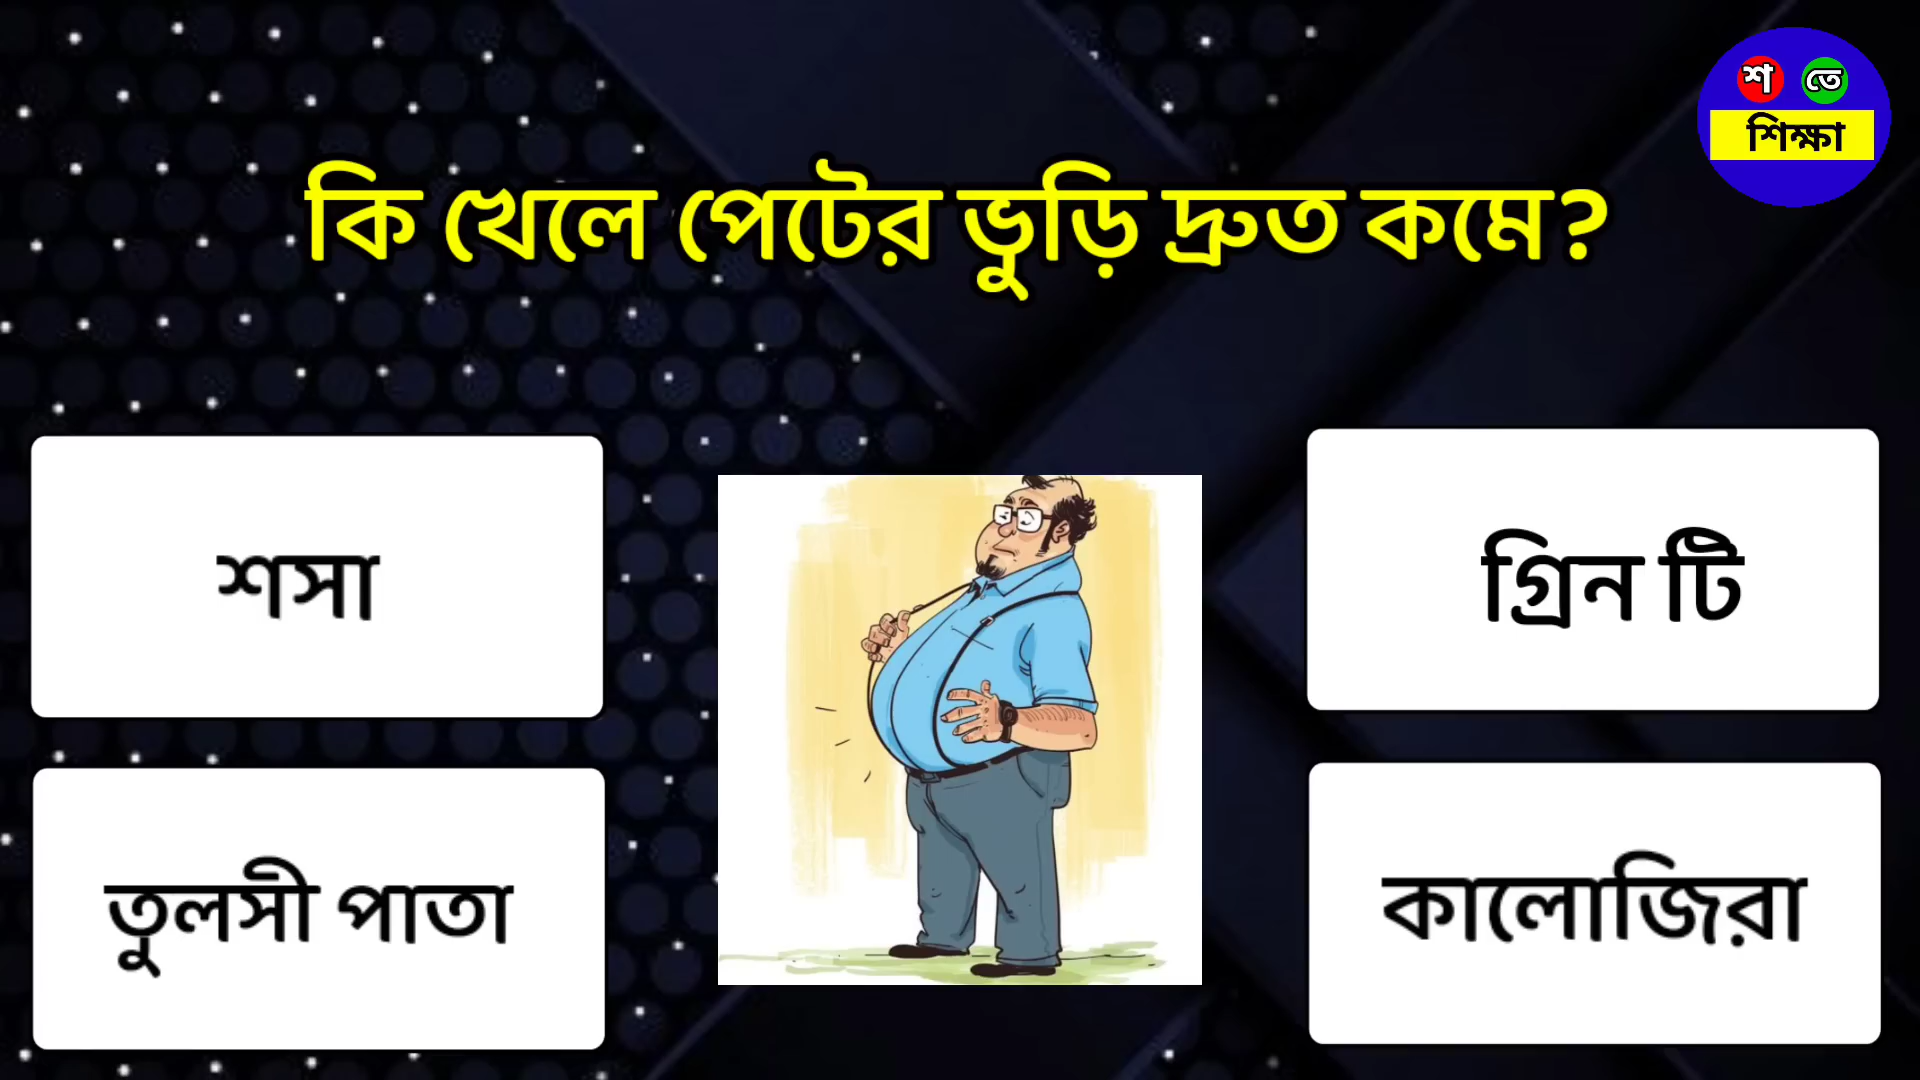 শ তে
শিক্ষা
কি খেলে পেটের ভুড়ি দ্রুত কমে?
শসা
গ্রিন টি
তুলসী পাতা
কালোজিরা